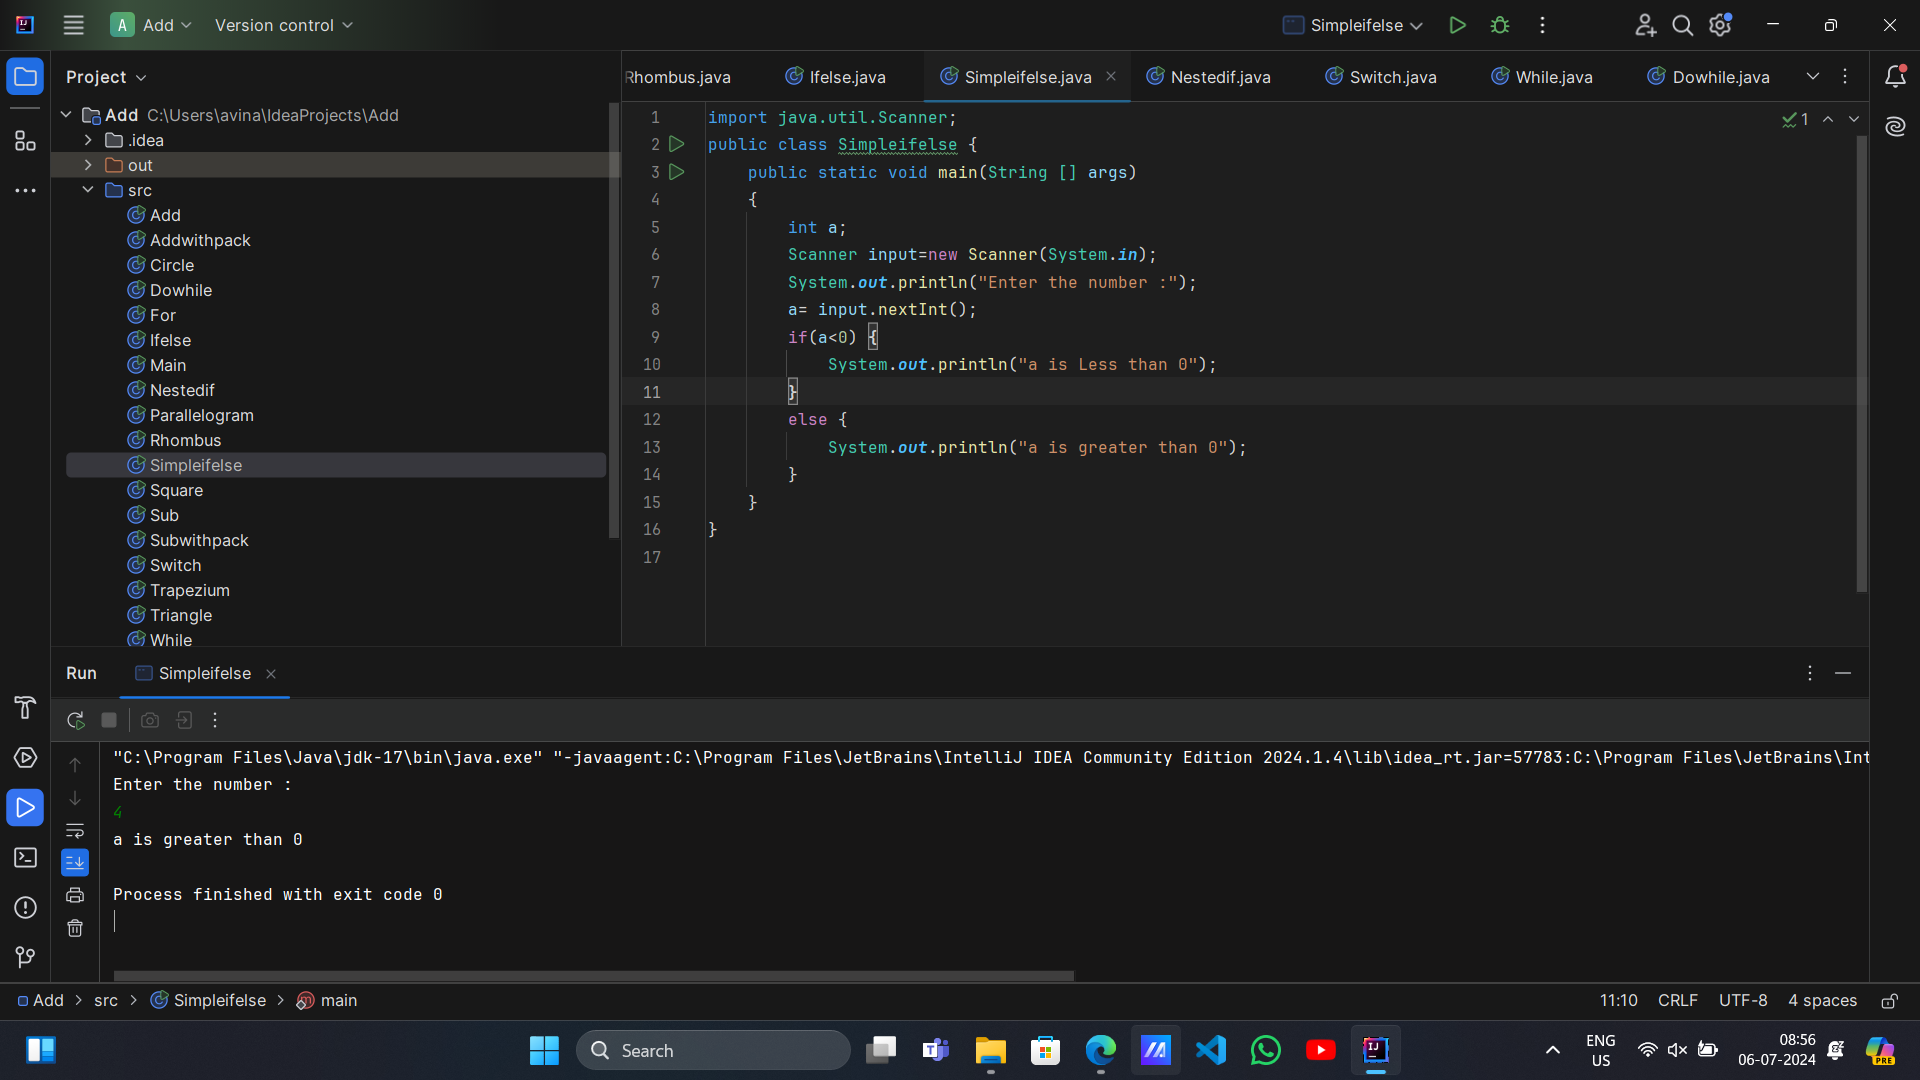 A Add Version control Simpleifelse
Project
Rhombus.java Ifelse.java Simpleifelse.java Nestedif.java Switch.java While.java Dowhile.java
Add C:\Users\avina\IdeaProjects\Add
.idea
out
src
Add
Addwithpack
Circle
Dowhile
For
Ifelse
Main
Nestedif
Parallelogram
Rhombus
Simpleifelse
Square
Sub
Subwithpack
Switch
Trapezium
Triangle
While
1 import java.util.Scanner;
2 public class Simpleifelse {
3 public static void main(String [] args)
4 {
5 int a;
6 Scanner input=new Scanner(System.in);
7 System.out.println("Enter the number :");
8 a= input.nextInt();
9 if(a<0) {
10 System.out.println("a is Less than 0");
11 }
12 else {
13 System.out.println("a is greater than 0");
14 }
15 }
16 }
17
1
Run Simpleifelse
"C:\Program Files\Java\jdk-17\bin\java.exe" "-javaagent:C:\Program Files\JetBrains\IntelliJ IDEA Community Edition 2024.1.4\lib\idea_rt.jar=57783:C:\Program Files\JetBrains\Int
Enter the number :
4
a is greater than 0
Process finished with exit code 0
Add > src > Simpleifelse > main 11:10 CRLF UTF-8 4 spaces
Search
ENG
US
08:56
06-07-2024
PRE